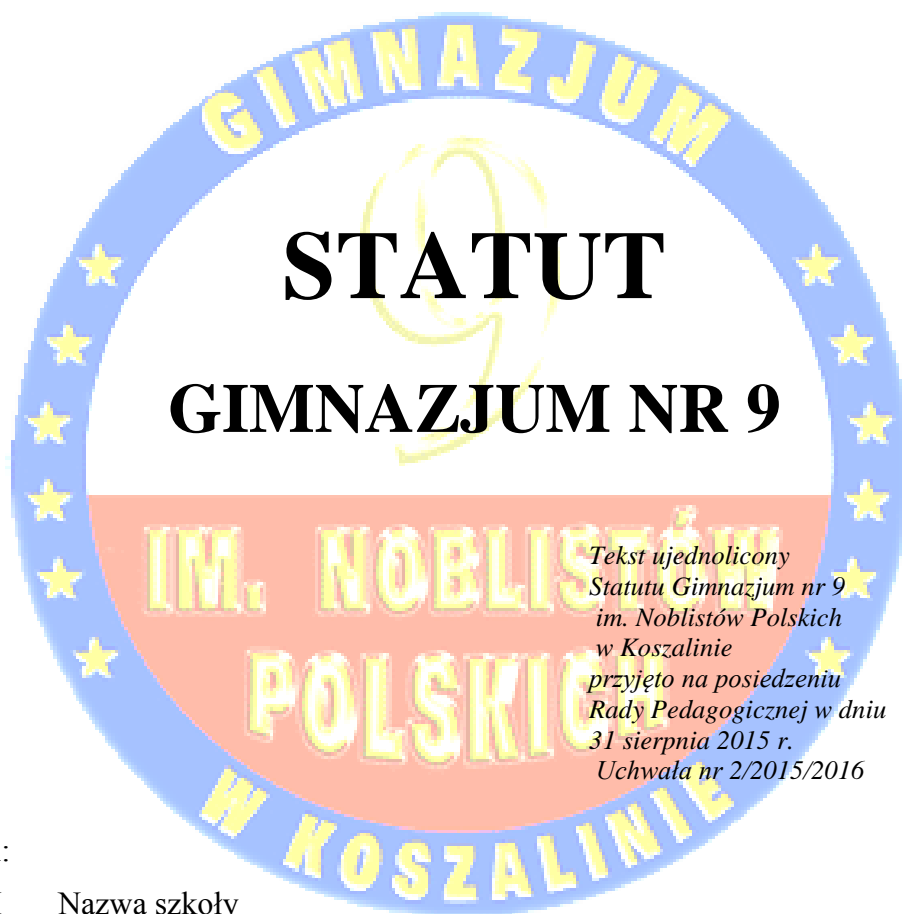 GIMNAZJUM
9
STATUT
GIMNAZJUM NR 9
IM. NOBLISTÓW
POLSKICH
W KOSZALINIE
Tekst ujednolicony
Statutu Gimnazjum nr 9
im. Noblistów Polskich
w Koszalinie
przyjęto na posiedzeniu
Rady Pedagogicznej w dniu
31 sierpnia 2015 r.
Uchwała nr 2/2015/2016
Nazwa szkoły